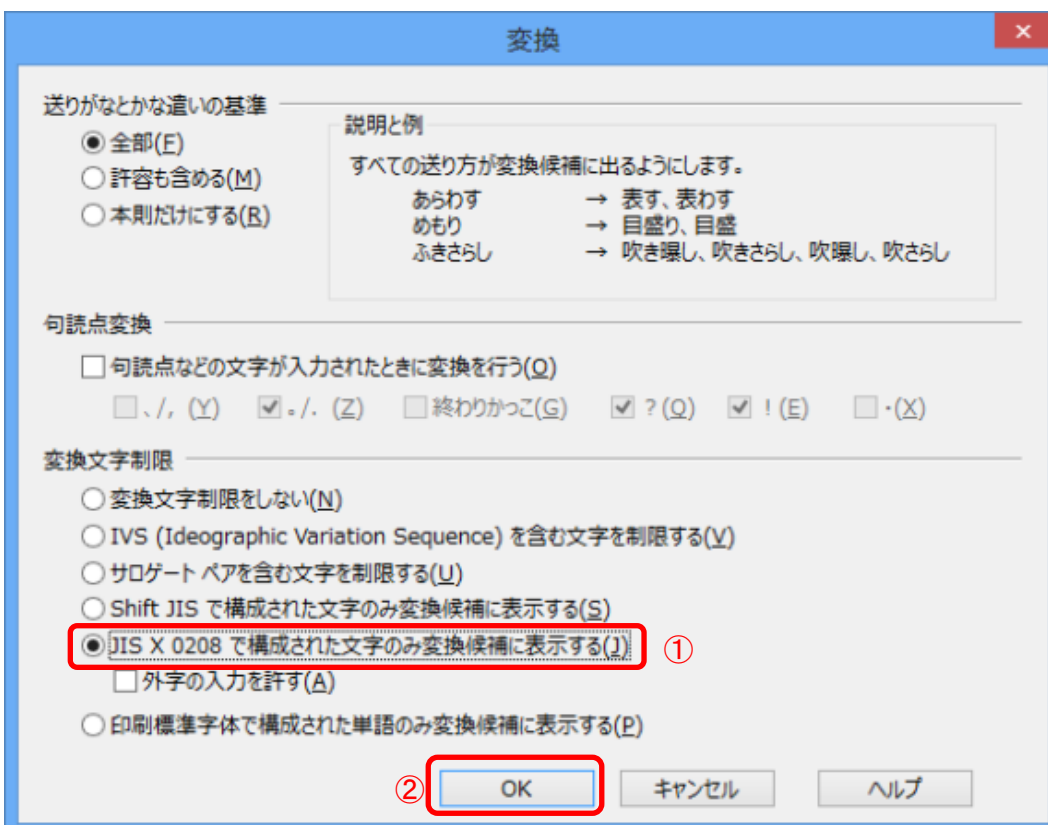 変換
×
送りがなとかな遣いの基準
全部(F)
許容も含める(M)
本則だけにする(R)
説明と例
すべての送り方が変換候補に出るようにします。
あらわす → 表す、表わす
めもり → 目盛り、目盛
ふきさらし → 吹き曝し、吹きさらし、吹曝し、吹さらし
句読点変換
句読点などの文字が入力されたときに変換を行う(O)
、/, (Y) 。/. (Z) 終わりかっこ(G) ? (Q) ! (E) ・(X)
変換文字制限
変換文字制限をしない(N)
IVS (Ideographic Variation Sequence) を含む文字を制限する(V)
サロゲート ペアを含む文字を制限する(U)
Shift JIS で構成された文字のみ変換候補に表示する(S)
JIS X 0208 で構成された文字のみ変換候補に表示する(J) ①
外字の入力を許す(A)
印刷標準字体で構成された単語のみ変換候補に表示する(P)
② OK キャンセル ヘルプ